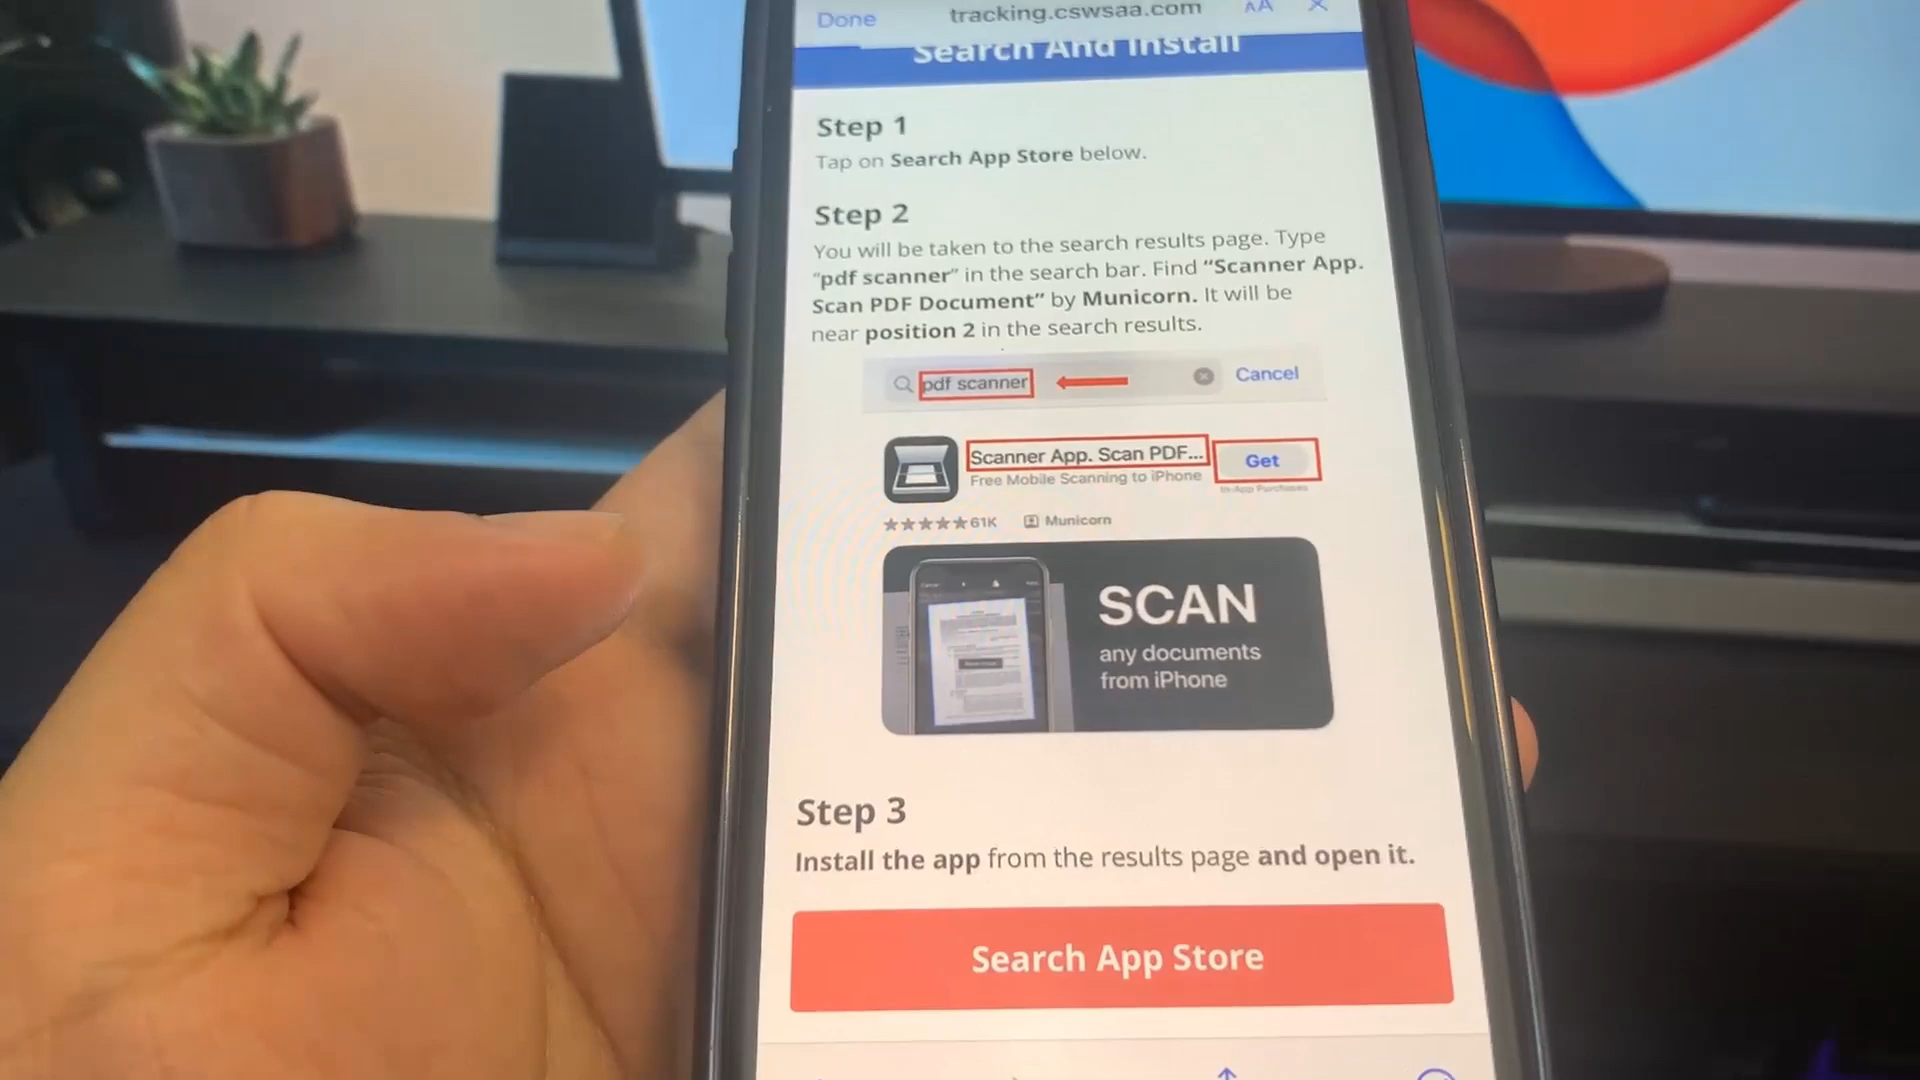 Done
tracking.cswsaa.com
AA
Search And Install
Step 1
Tap on Search App Store below.
Step 2
You will be taken to the search results page. Type
“pdf scanner” in the search bar. Find “Scanner App.
Scan PDF Document” by Municorn. It will be
near position 2 in the search results.
pdf scanner
Cancel
Scanner App. Scan PDF...
Get
Free Mobile Scanning to iPhone
In-App Purchases
61K
Municorn
SCAN
any documents
from iPhone
Step 3
Install the app from the results page and open it.
Search App Store